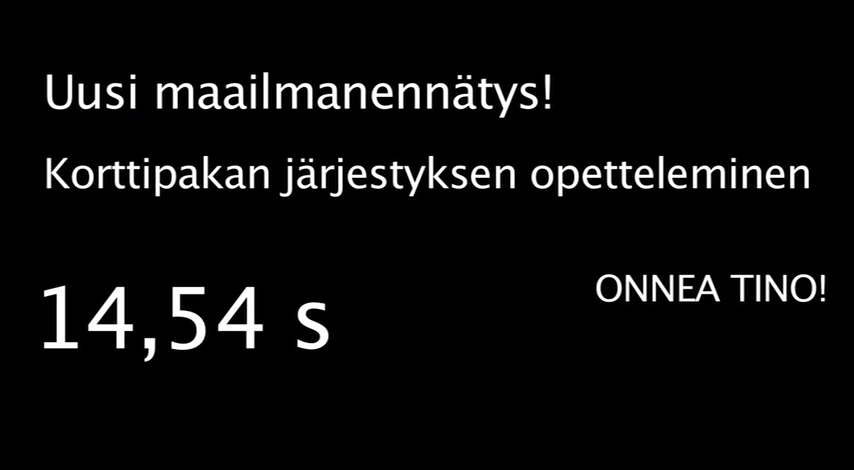 Uusi maailmanennätys!
Korttipakan järjestyksen opetteleminen
14,54 s
ONNEA TINO!